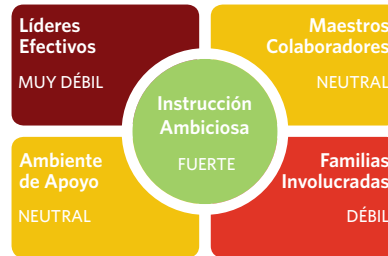 Líderes
Efectivos
MUY DÉBIL
Maestros
Colaboradores
NEUTRAL
Instrucción
Ambiciosa
FUERTE
Ambiente
de Apoyo
NEUTRAL
Familias
Involucradas
DÉBIL